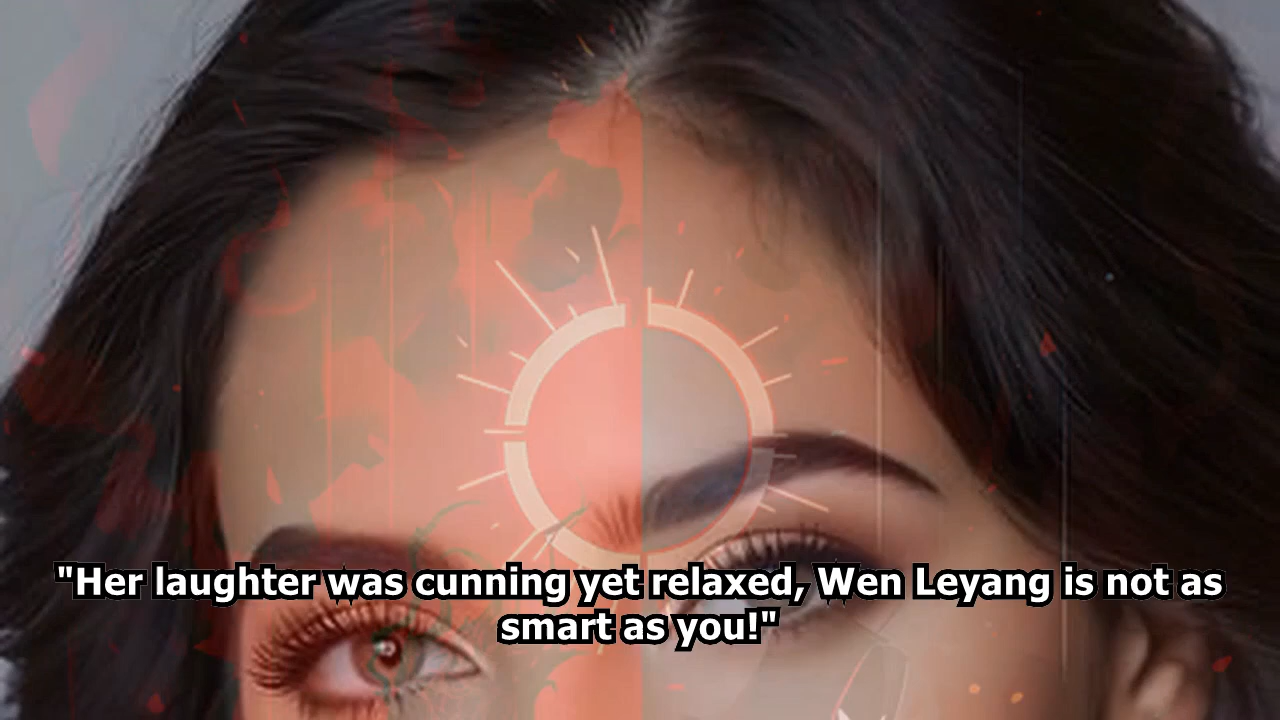 "Her laughter was cunning yet relaxed, Wen Leyang is not as
smart as you!"